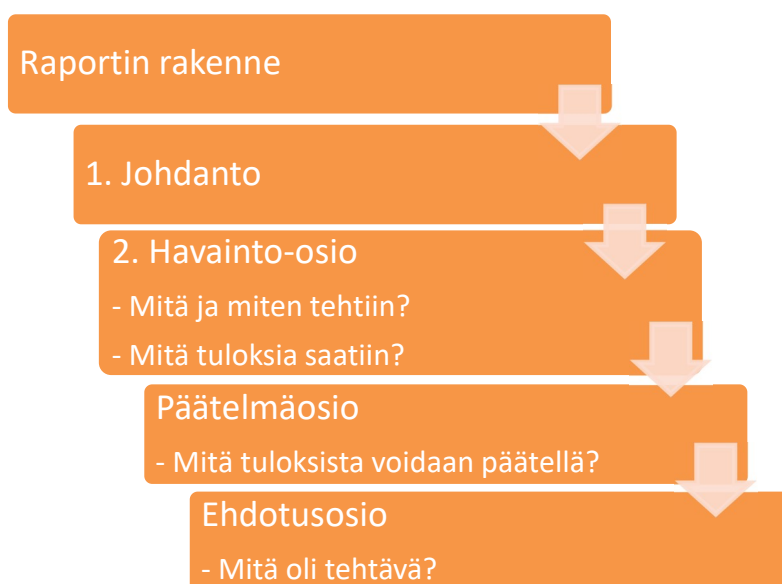 Raportin rakenne
1. Johdanto
2. Havainto-osio
- Mitä ja miten tehtiin?
- Mitä tuloksia saatiin?
Päätelmäosio
- Mitä tuloksista voidaan päätellä?
Ehdotusosio
- Mitä oli tehtävä?